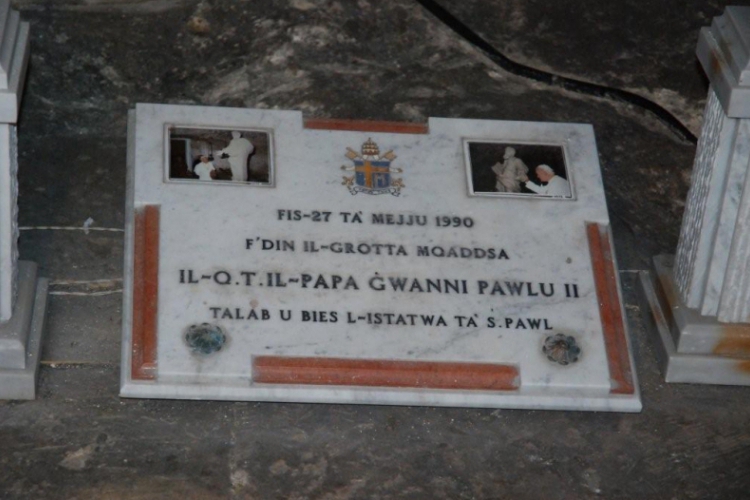 FIS-27 TA' MEJJU 1990
F'DIN IL-GROTTA MQADDSA
IL-Q.T. IL-PAPA ĠWANNI PAWLU II
TALAB U BIES L-ISTATWA TA' S. PAWL